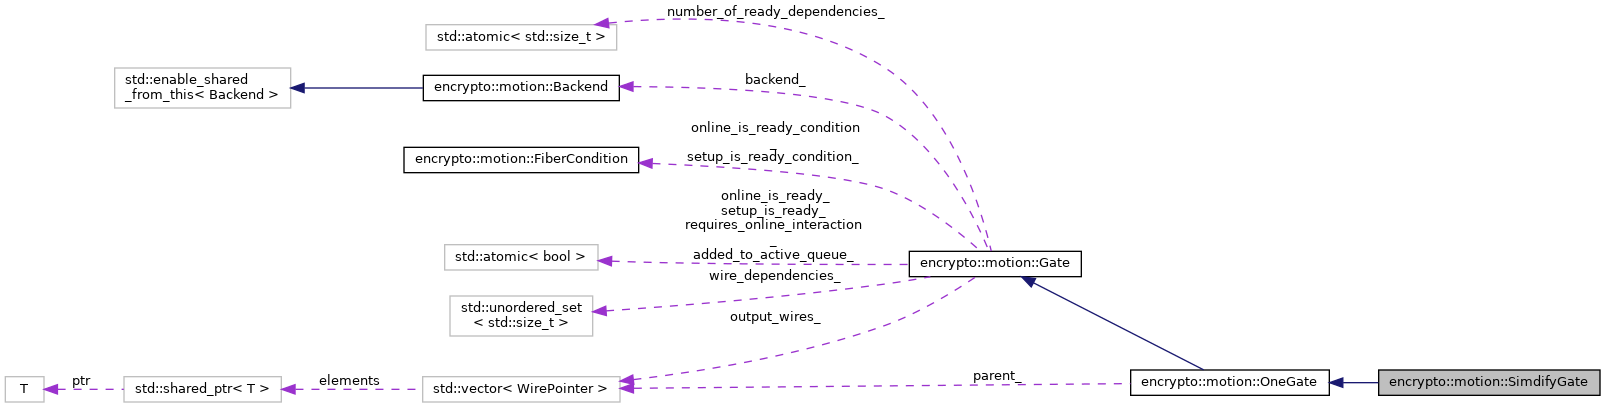 number_of_ready_dependencies_
std::atomic< std::size_t >
std::enable_shared
_from_this< Backend >
encrypto::motion::Backend
backend_
online_is_ready_condition
_
setup_is_ready_condition_
encrypto::motion::FiberCondition
online_is_ready_
setup_is_ready_
requires_online_interaction
_
added_to_active_queue_
std::atomic< bool >
encrypto::motion::Gate
wire_dependencies_
std::unordered_set
< std::size_t >
output_wires_
T
ptr
std::shared_ptr< T >
elements
std::vector< WirePointer >
parent_
encrypto::motion::OneGate
encrypto::motion::SimdifyGate